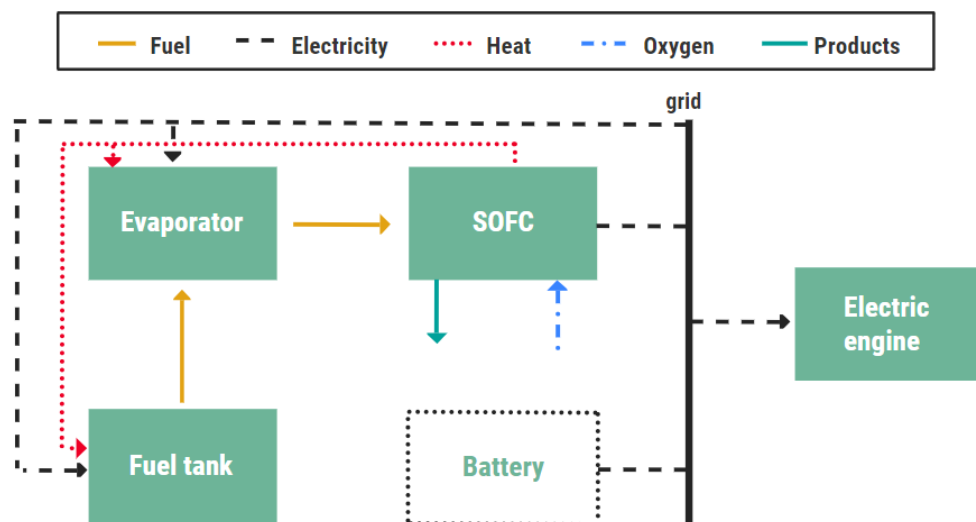 Fuel Electricity Heat Oxygen Products
grid
Evaporator
SOFC
Electric
engine
Fuel tank
Battery